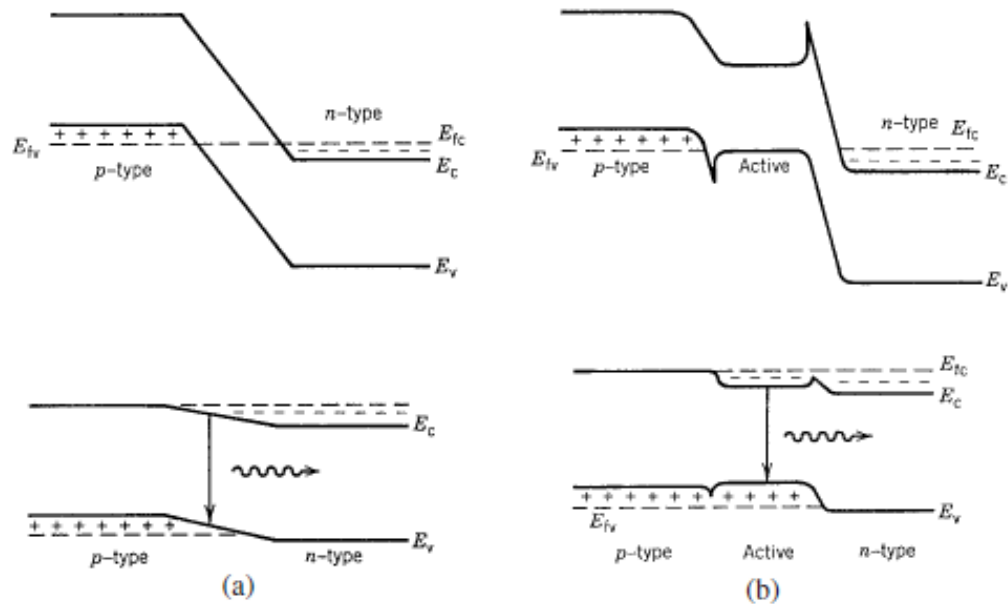 n-type
E_fc
E_fv
+ + + + + +
p-type
E_c
E_v
n-type
E_fc
E_fv
+ + + + + +
p-type
Active
E_c
E_v
E_c
+ + + + + +
E_v
p-type
n-type
(a)
E_fc
E_c
+ + + + + + + + + +
E_fv
E_v
p-type
Active
n-type
(b)